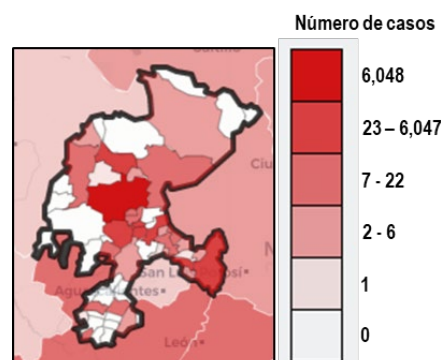 Número de casos
6,048
23 – 6,047
7 - 22
2 - 6
1
0
San Luis Potosí
Aguascalientes
León